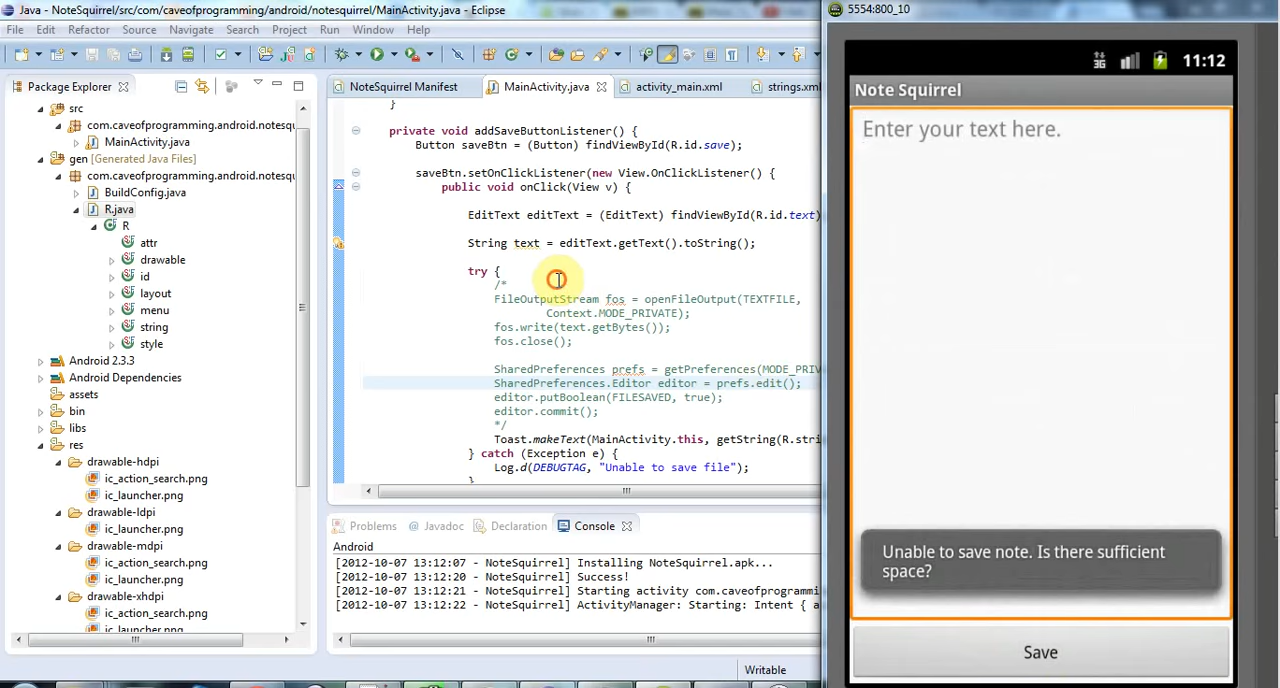 Java - NoteSquirrel/src/com/caveofprogramming/android/notesquirrel/MainActivity.java - Eclipse
5554:800_10
File Edit Refactor Source Navigate Search Project Run Window Help
3G 11:12
Package Explorer
NoteSquirrel Manifest MainActivity.java activity_main.xml strings.xml
Note Squirrel
src
com.caveofprogramming.android.notesqu
MainActivity.java
gen [Generated Java Files]
com.caveofprogramming.android.notesqu
BuildConfig.java
R.java
R
attr
drawable
id
layout
menu
string
style
Android 2.3.3
Android Dependencies
assets
bin
libs
res
drawable-hdpi
ic_action_search.png
ic_launcher.png
drawable-ldpi
ic_launcher.png
drawable-mdpi
ic_action_search.png
ic_launcher.png
drawable-xhdpi
ic_action_search.png
ic_launcher.png
}
private void addSaveButtonListener() {
Button saveBtn = (Button) findViewById(R.id.save);
saveBtn.setOnClickListener(new View.OnClickListener() {
public void onClick(View v) {
EditText editText = (EditText) findViewById(R.id.text)
String text = editText.getText().toString();
try {
/*
FileOutputStream fos = openFileOutput(TEXTFILE,
Context.MODE_PRIVATE);
fos.write(text.getBytes());
fos.close();
SharedPreferences prefs = getPreferences(MODE_PRIV
SharedPreferences.Editor editor = prefs.edit();
editor.putBoolean(FILESAVED, true);
editor.commit();
*/
Toast.makeText(MainActivity.this, getString(R.stri
} catch (Exception e) {
Log.d(DEBUGTAG, "Unable to save file");
}
Problems Javadoc Declaration Console
Android
[2012-10-07 13:12:07 - NoteSquirrel] Installing NoteSquirrel.apk...
[2012-10-07 13:12:20 - NoteSquirrel] Success!
[2012-10-07 13:12:21 - NoteSquirrel] Starting activity com.caveofprogrammi
[2012-10-07 13:12:22 - NoteSquirrel] ActivityManager: Starting: Intent { a
Writable
Enter your text here.
Unable to save note. Is there sufficient
space?
Save